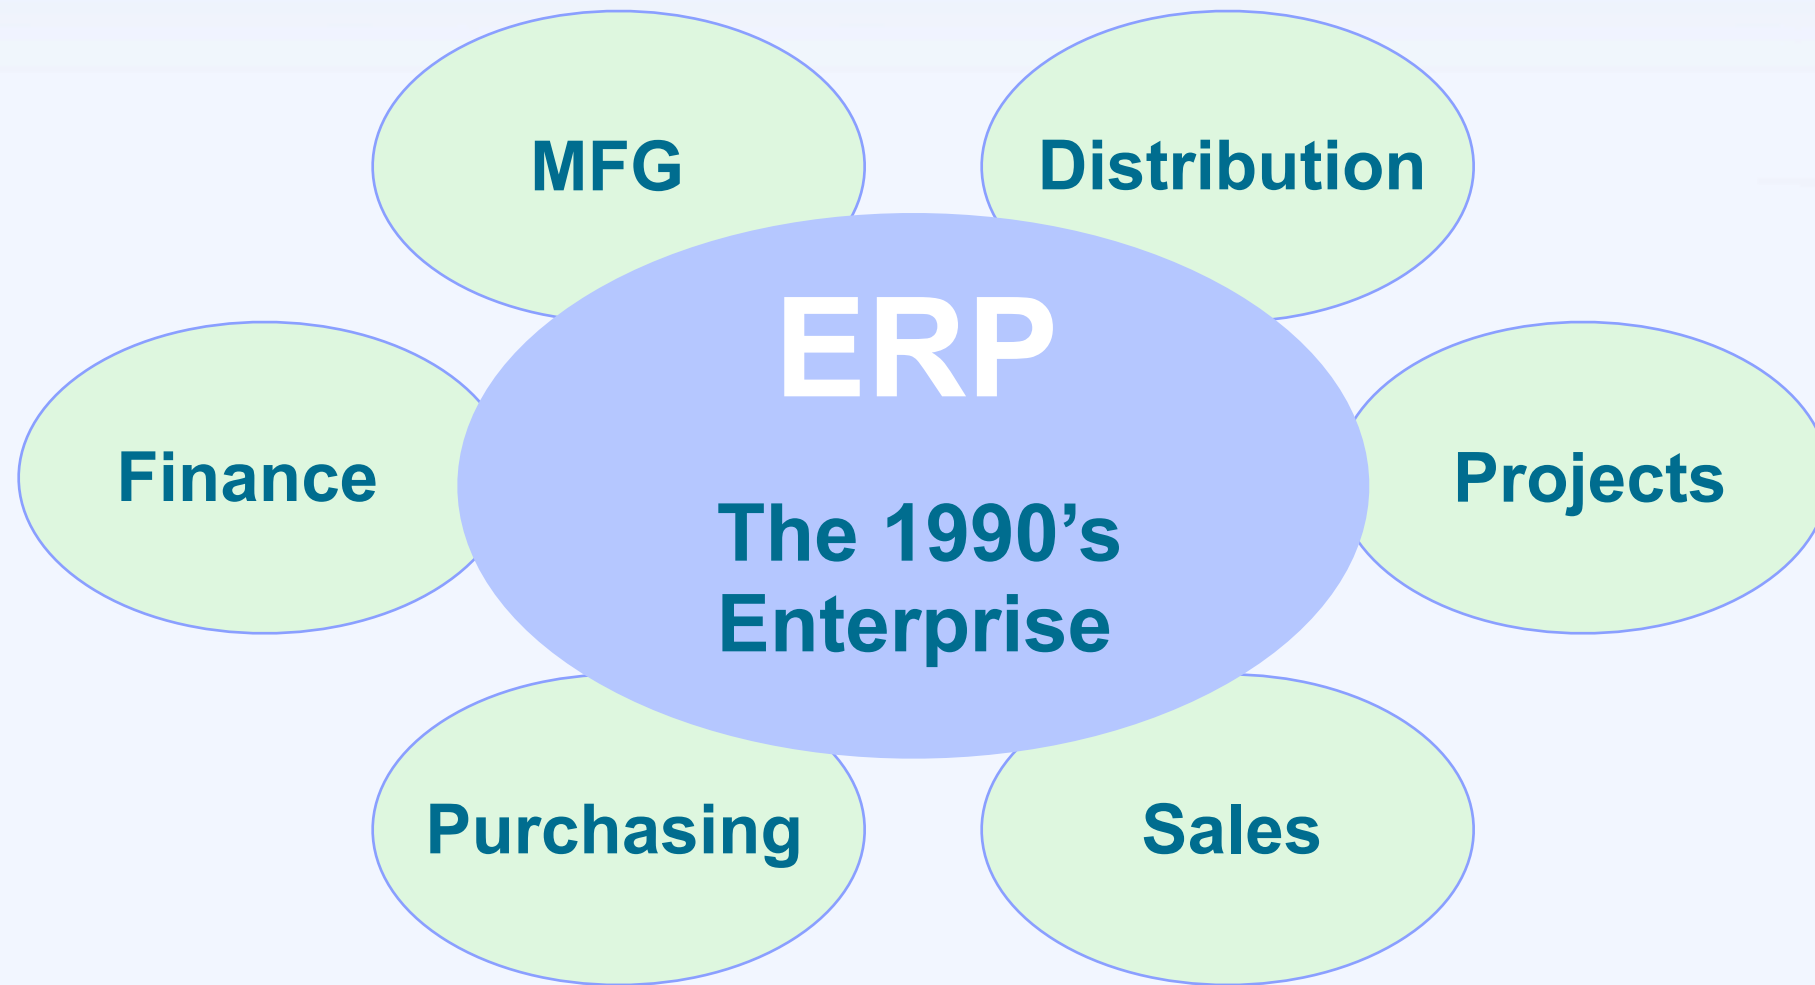 MFG
Distribution
ERP
Finance
Projects
The 1990’s
Enterprise
Purchasing
Sales